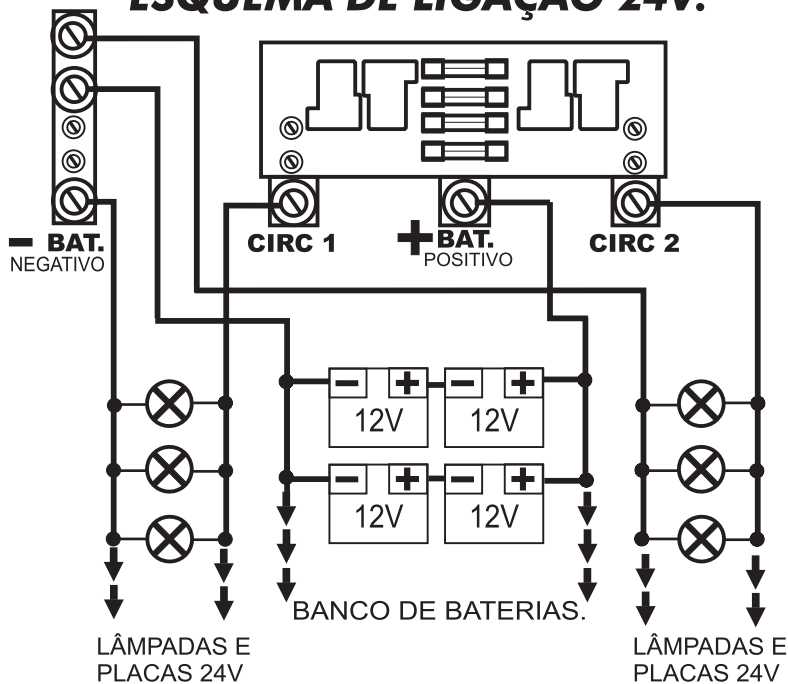 ESQUEMA DE LIGAÇÃO 24V.
- BAT.
NEGATIVO
CIRC 1
+ BAT.
POSITIVO
CIRC 2
- + - +
12V 12V
- + - +
12V 12V
BANCO DE BATERIAS.
LÂMPADAS E
PLACAS 24V
LÂMPADAS E
PLACAS 24V